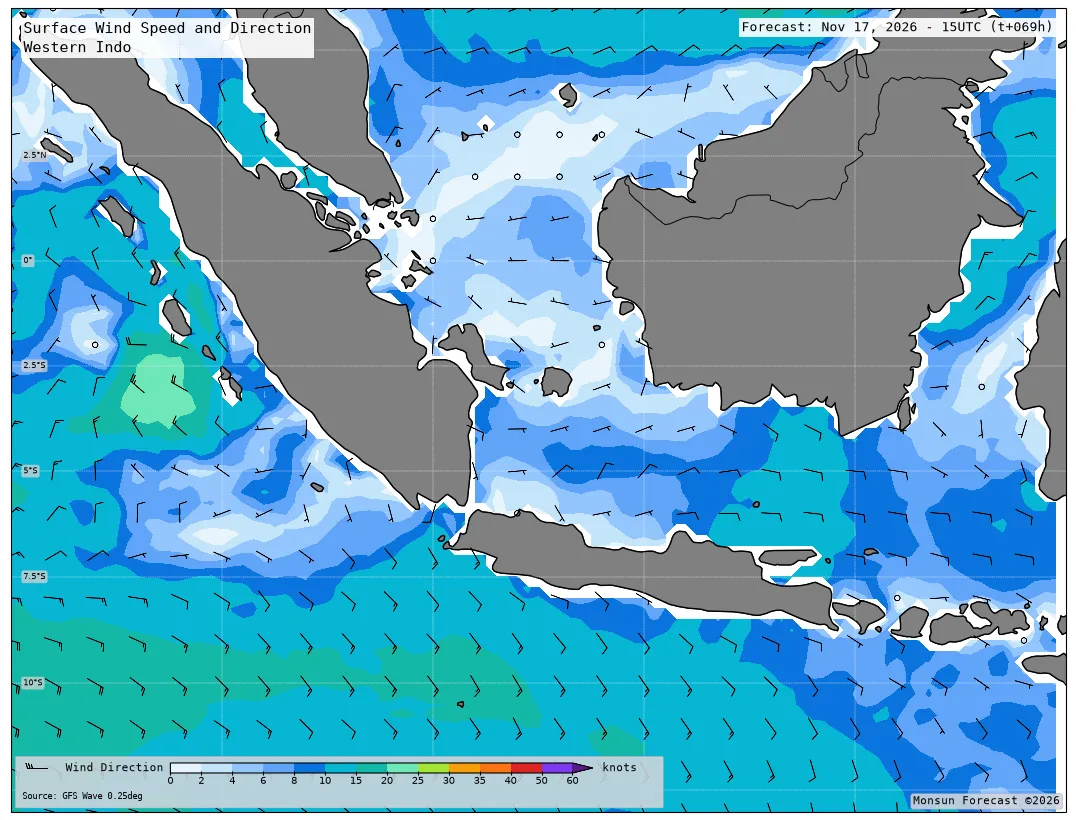 Surface Wind Speed and Direction
Western Indo
Forecast: Nov 17, 2026 - 15UTC (t+069h)
2.5°N
0°
2.5°S
5°S
7.5°S
10°S
Wind Direction
0 2 4 6 8 10 15 20 25 30 35 40 50 60
knots
Source: GFS Wave 0.25deg
Monsun Forecast ©2026